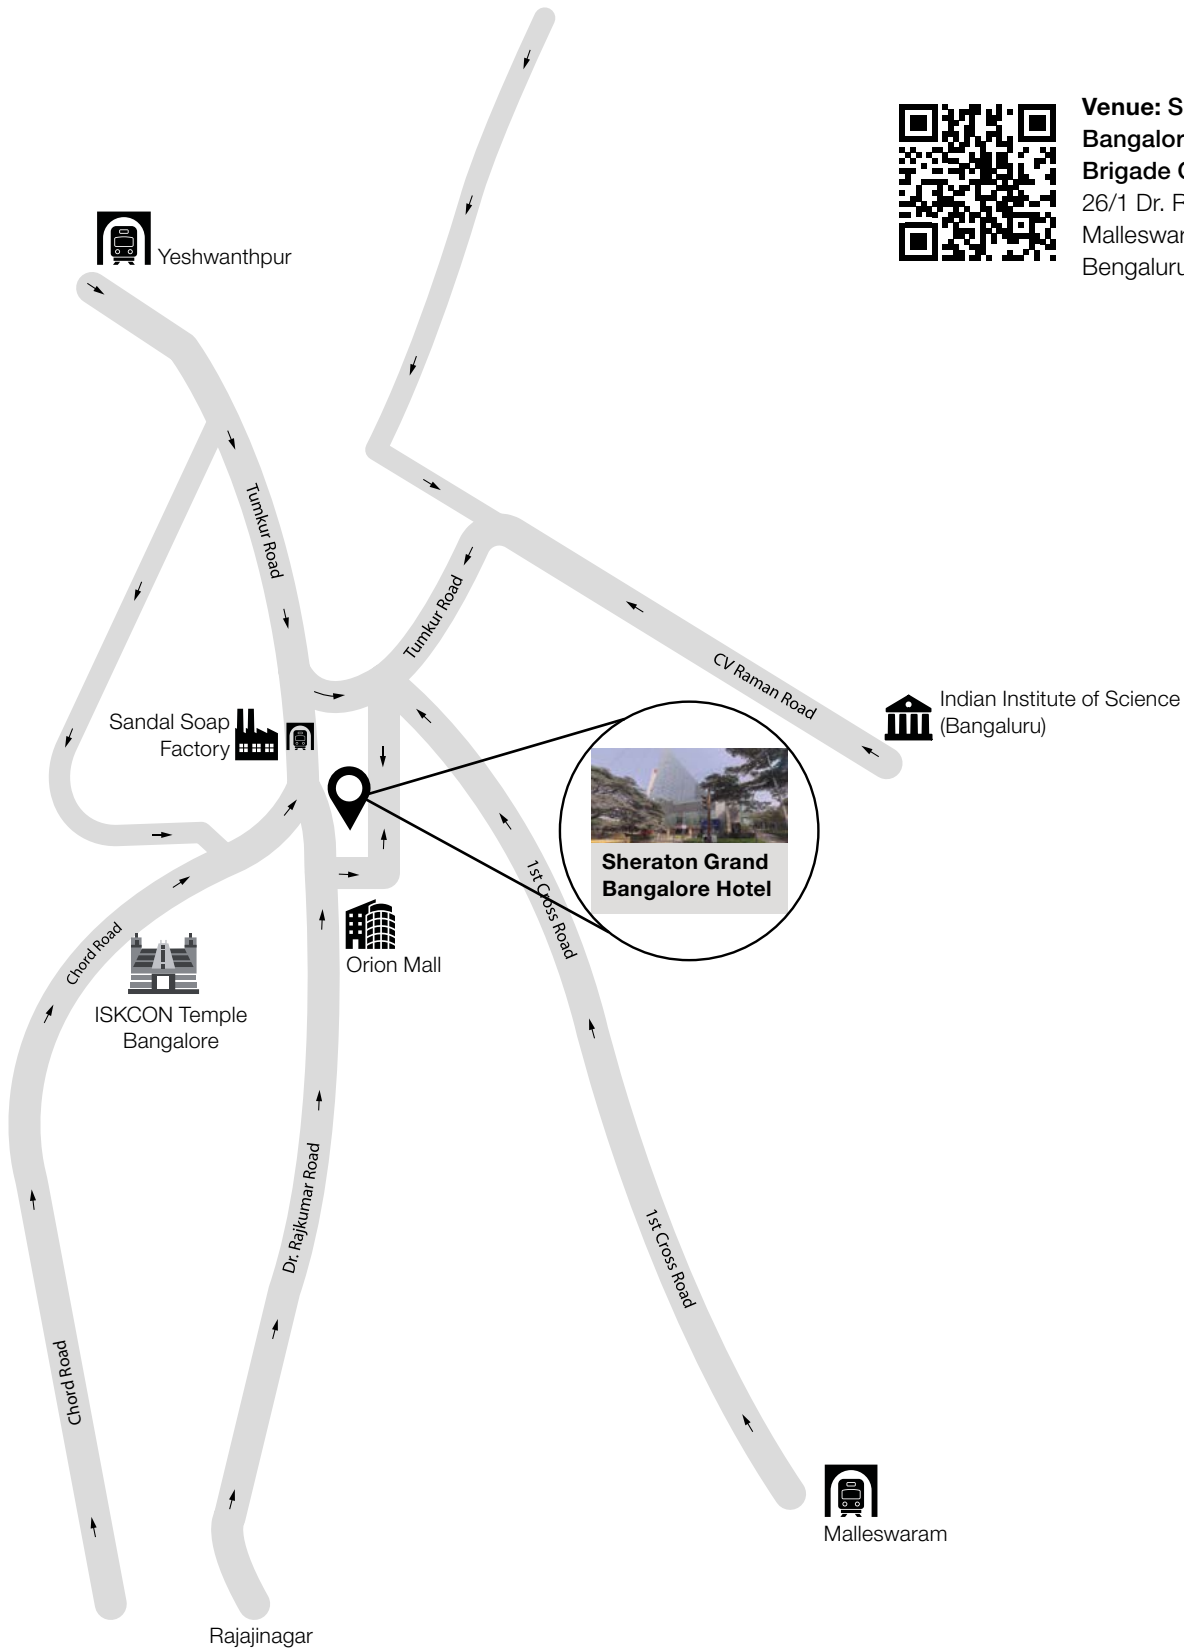 Venue: S
Bangalor
Brigade
26/1 Dr. R
Malleswar
Bengaluru
Yeshwanthpur
Tumkur Road
Tumkur Road
CV Raman Road
Indian Institute of Science
(Bangaluru)
Sandal Soap
Factory
Sheraton Grand
Bangalore Hotel
1st Cross Road
Chord Road
Orion Mall
ISKCON Temple
Bangalore
Dr. Rajkumar Road
1st Cross Road
Chord Road
Malleswaram
Rajajinagar